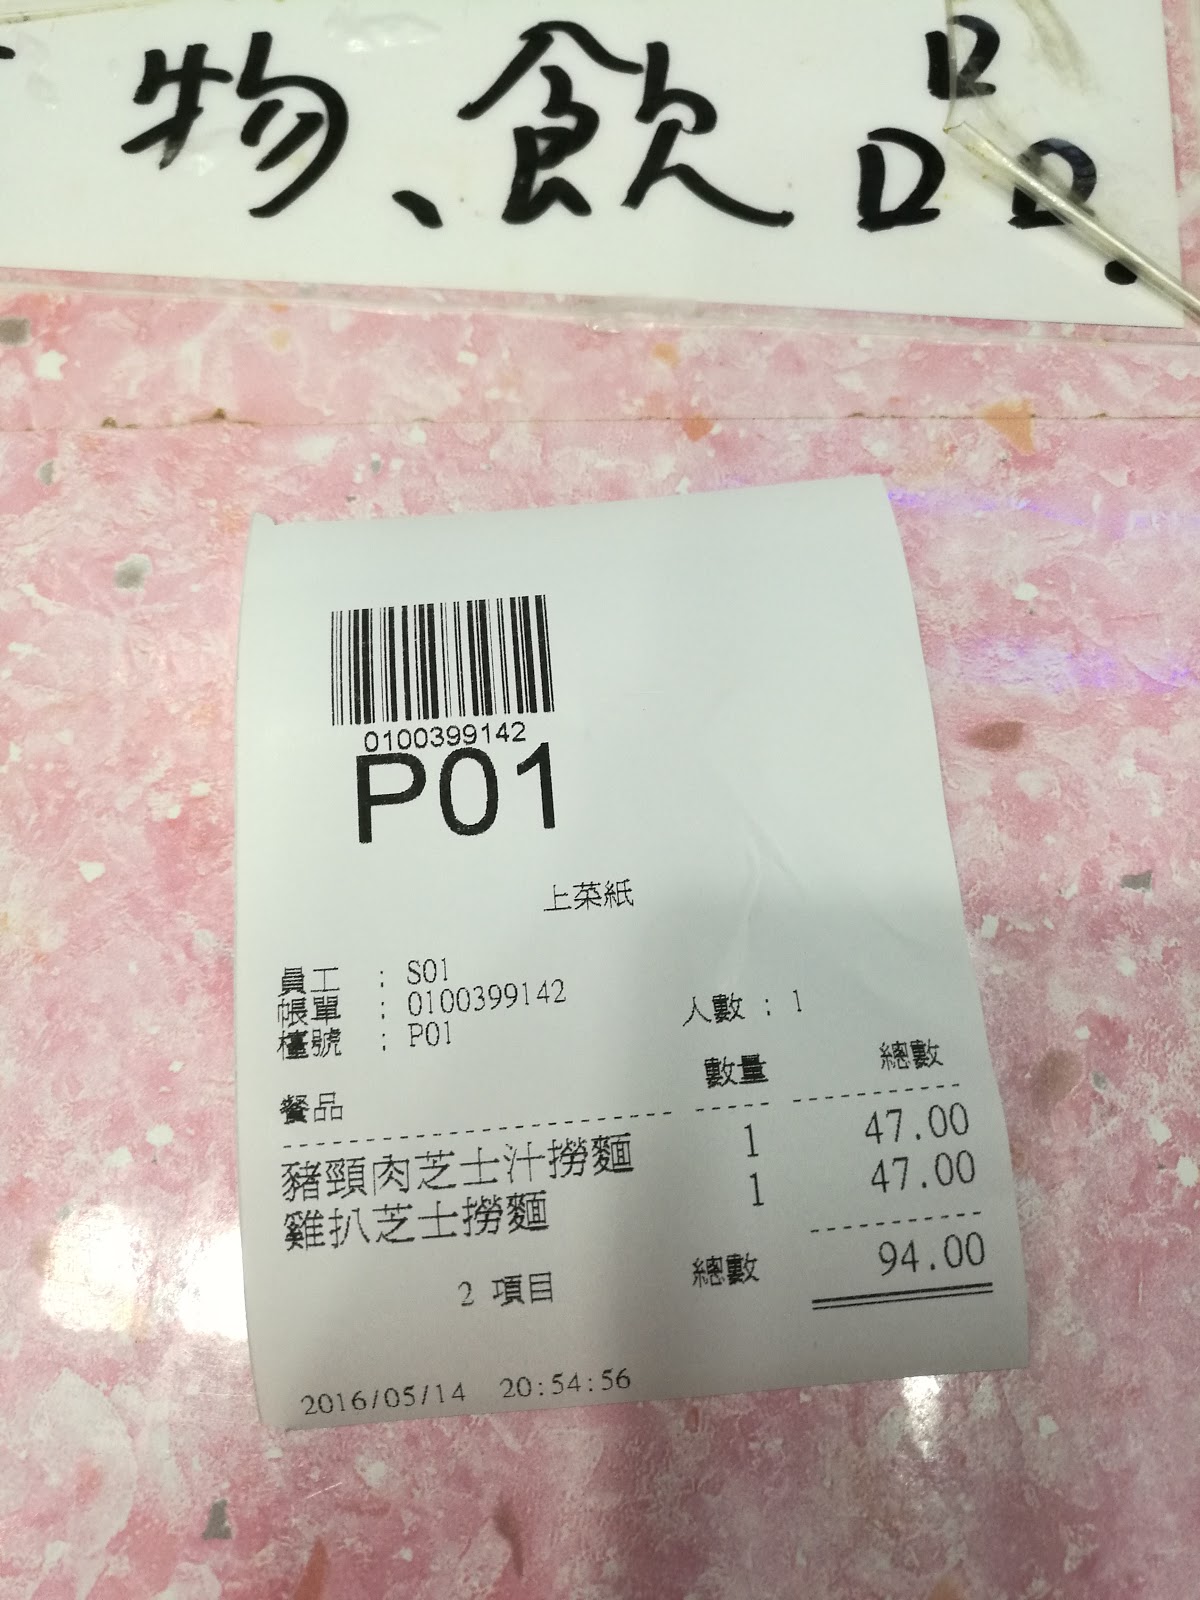 物、飲品.
0100399142
P01
上菜紙
員工 : S01
帳單 : 0100399142
檯號 : P01 人數 : 1
餐品 數量 總數
豬頸肉芝士汁撈麵 1 47.00
雞扒芝士撈麵 1 47.00
2 項目 總數 94.00
2016/05/14 20:54:56